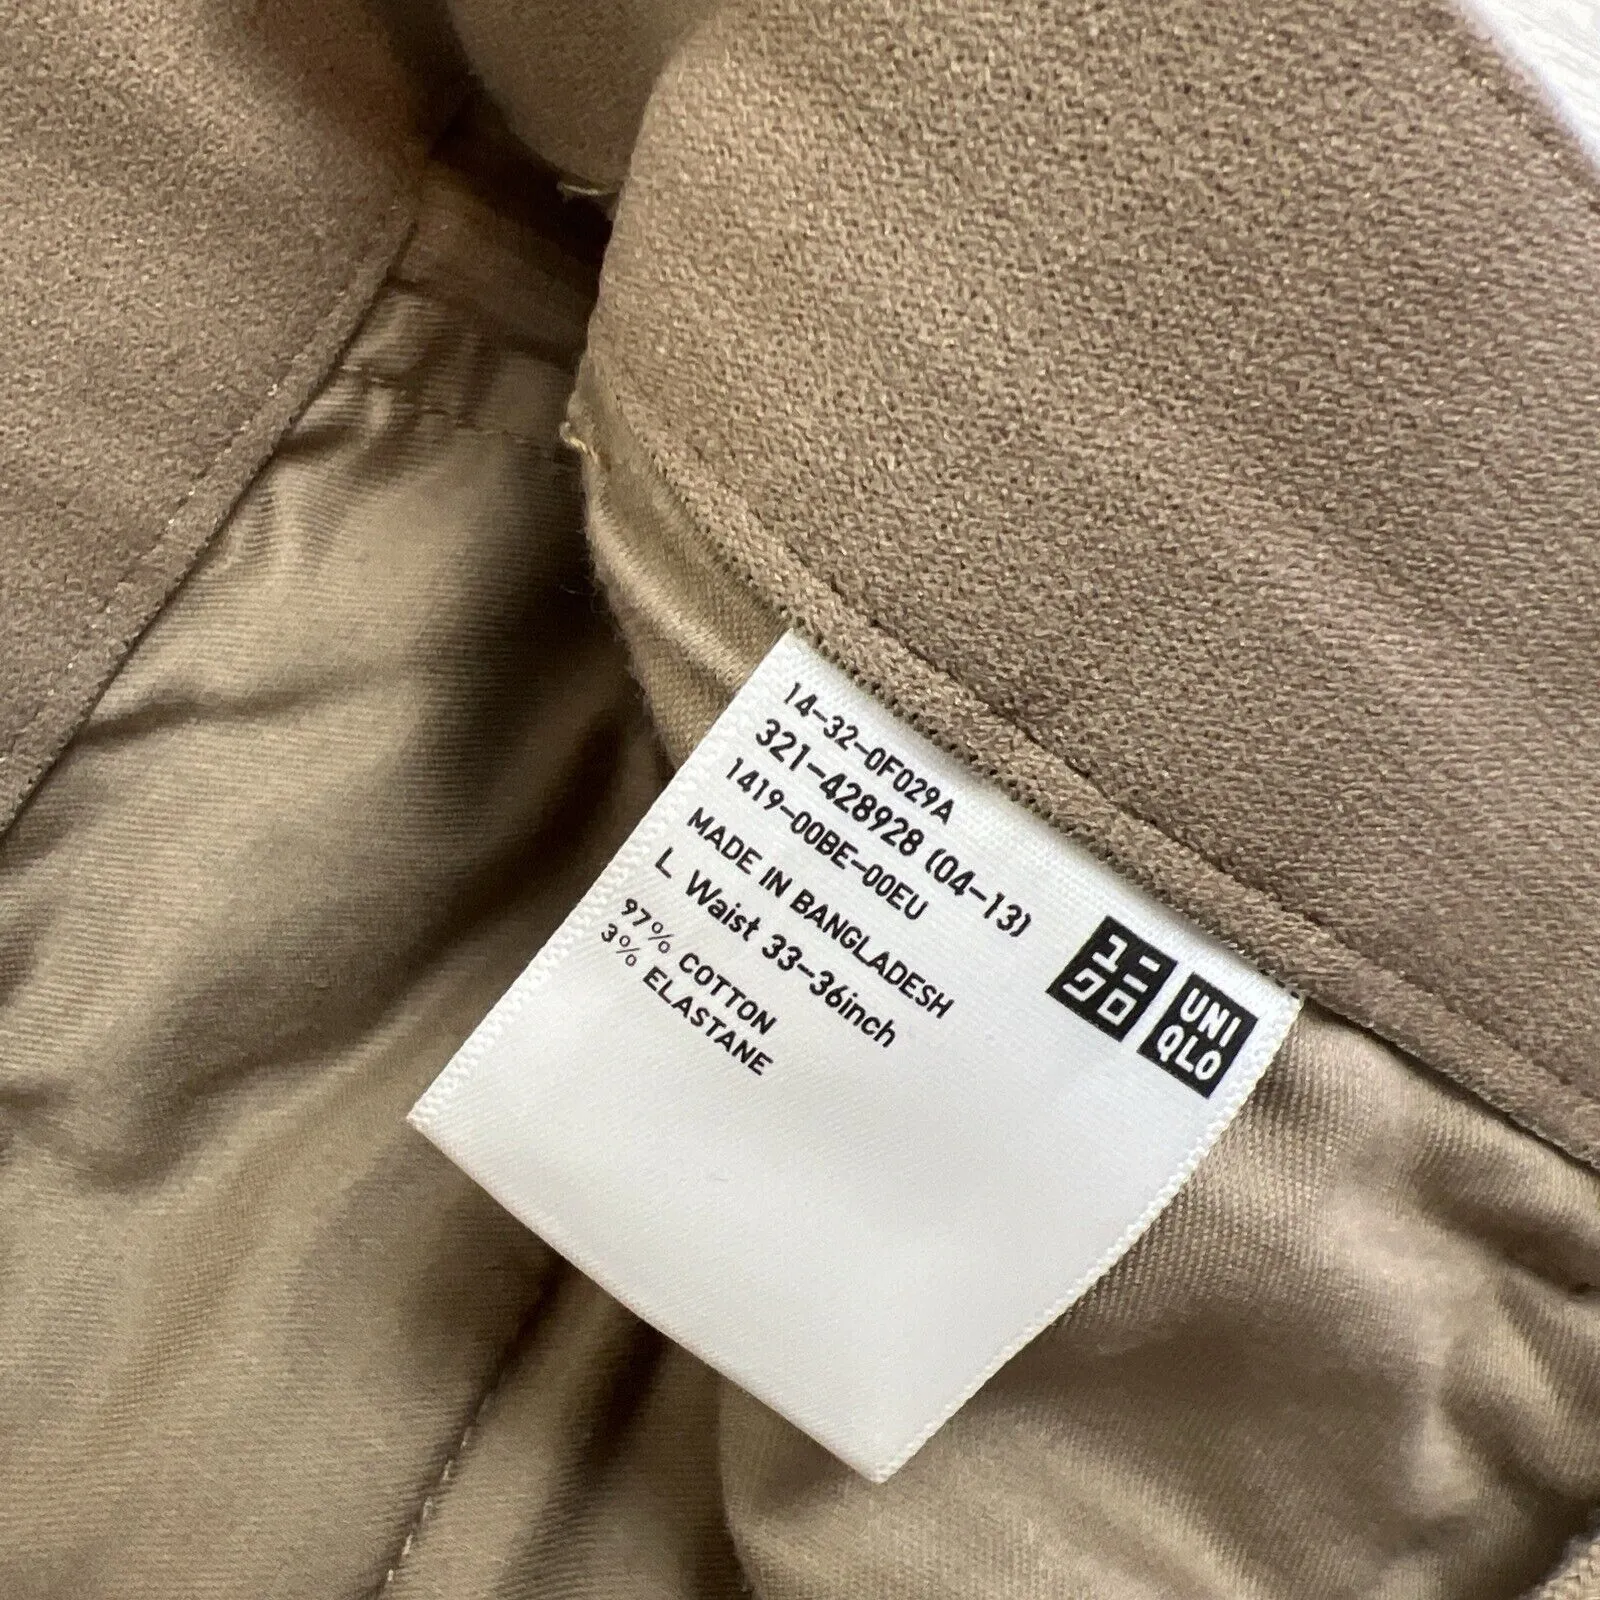 14-32-0F029A
321-428928 (04-13)
1419-00BE-00EU
MADE IN BANGLADESH
L Waist 33-36inch
97% COTTON
3% ELASTANE
ユニ
クロ
UNI
QLO